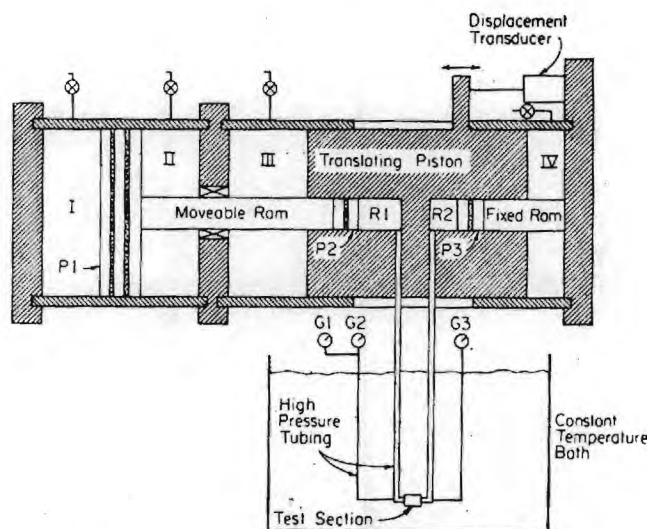 Displacement
Transducer
I
II
III
IV
Translating Piston
Moveable Ram
R1
R2
Fixed Ram
P1
P2
P3
G1
G2
G3
High
Pressure
Tubing
Constant
Temperature
Bath
Test Section